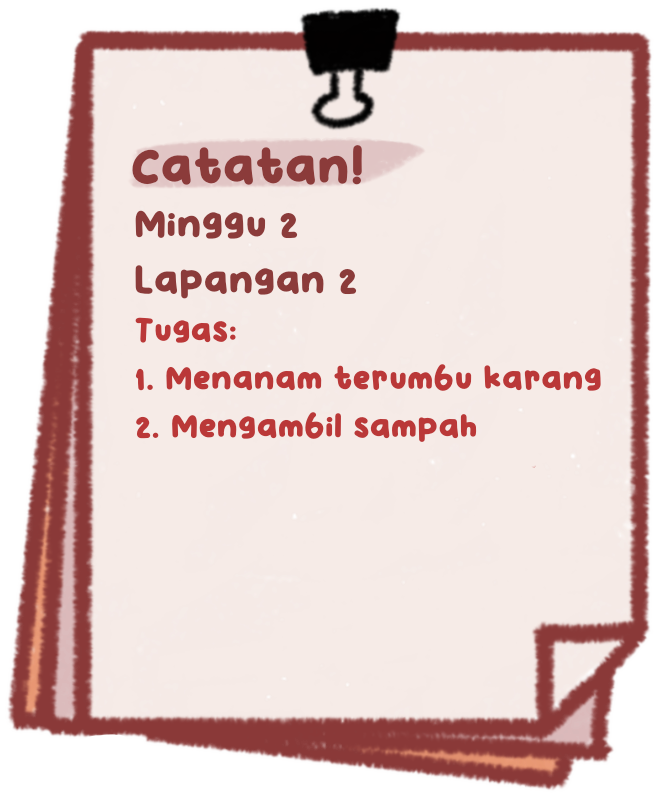 Catatan!
Minggu 2
Lapangan 2
Tugas:
1. Menanam terumbu karang
2. Mengambil sampah